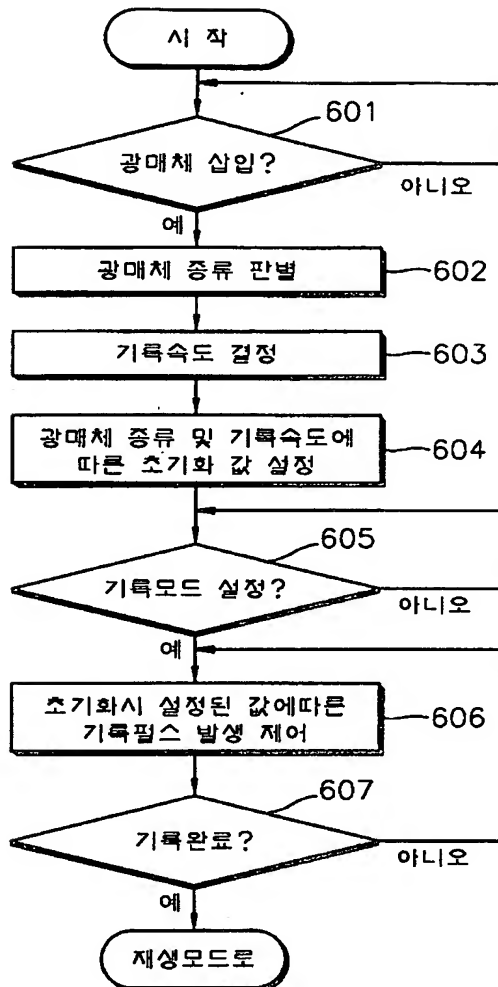 시 작
601
광매체 삽입?
아니오
예
광매체 종류 판별
602
기록속도 결정
603
광매체 종류 및 기록속도에
따른 초기화 값 설정
604
605
기록모드 설정?
아니오
예
초기화시 설정된 값에따른
기록펄스 발생 제어
606
607
기록완료?
아니오
예
재생모드로